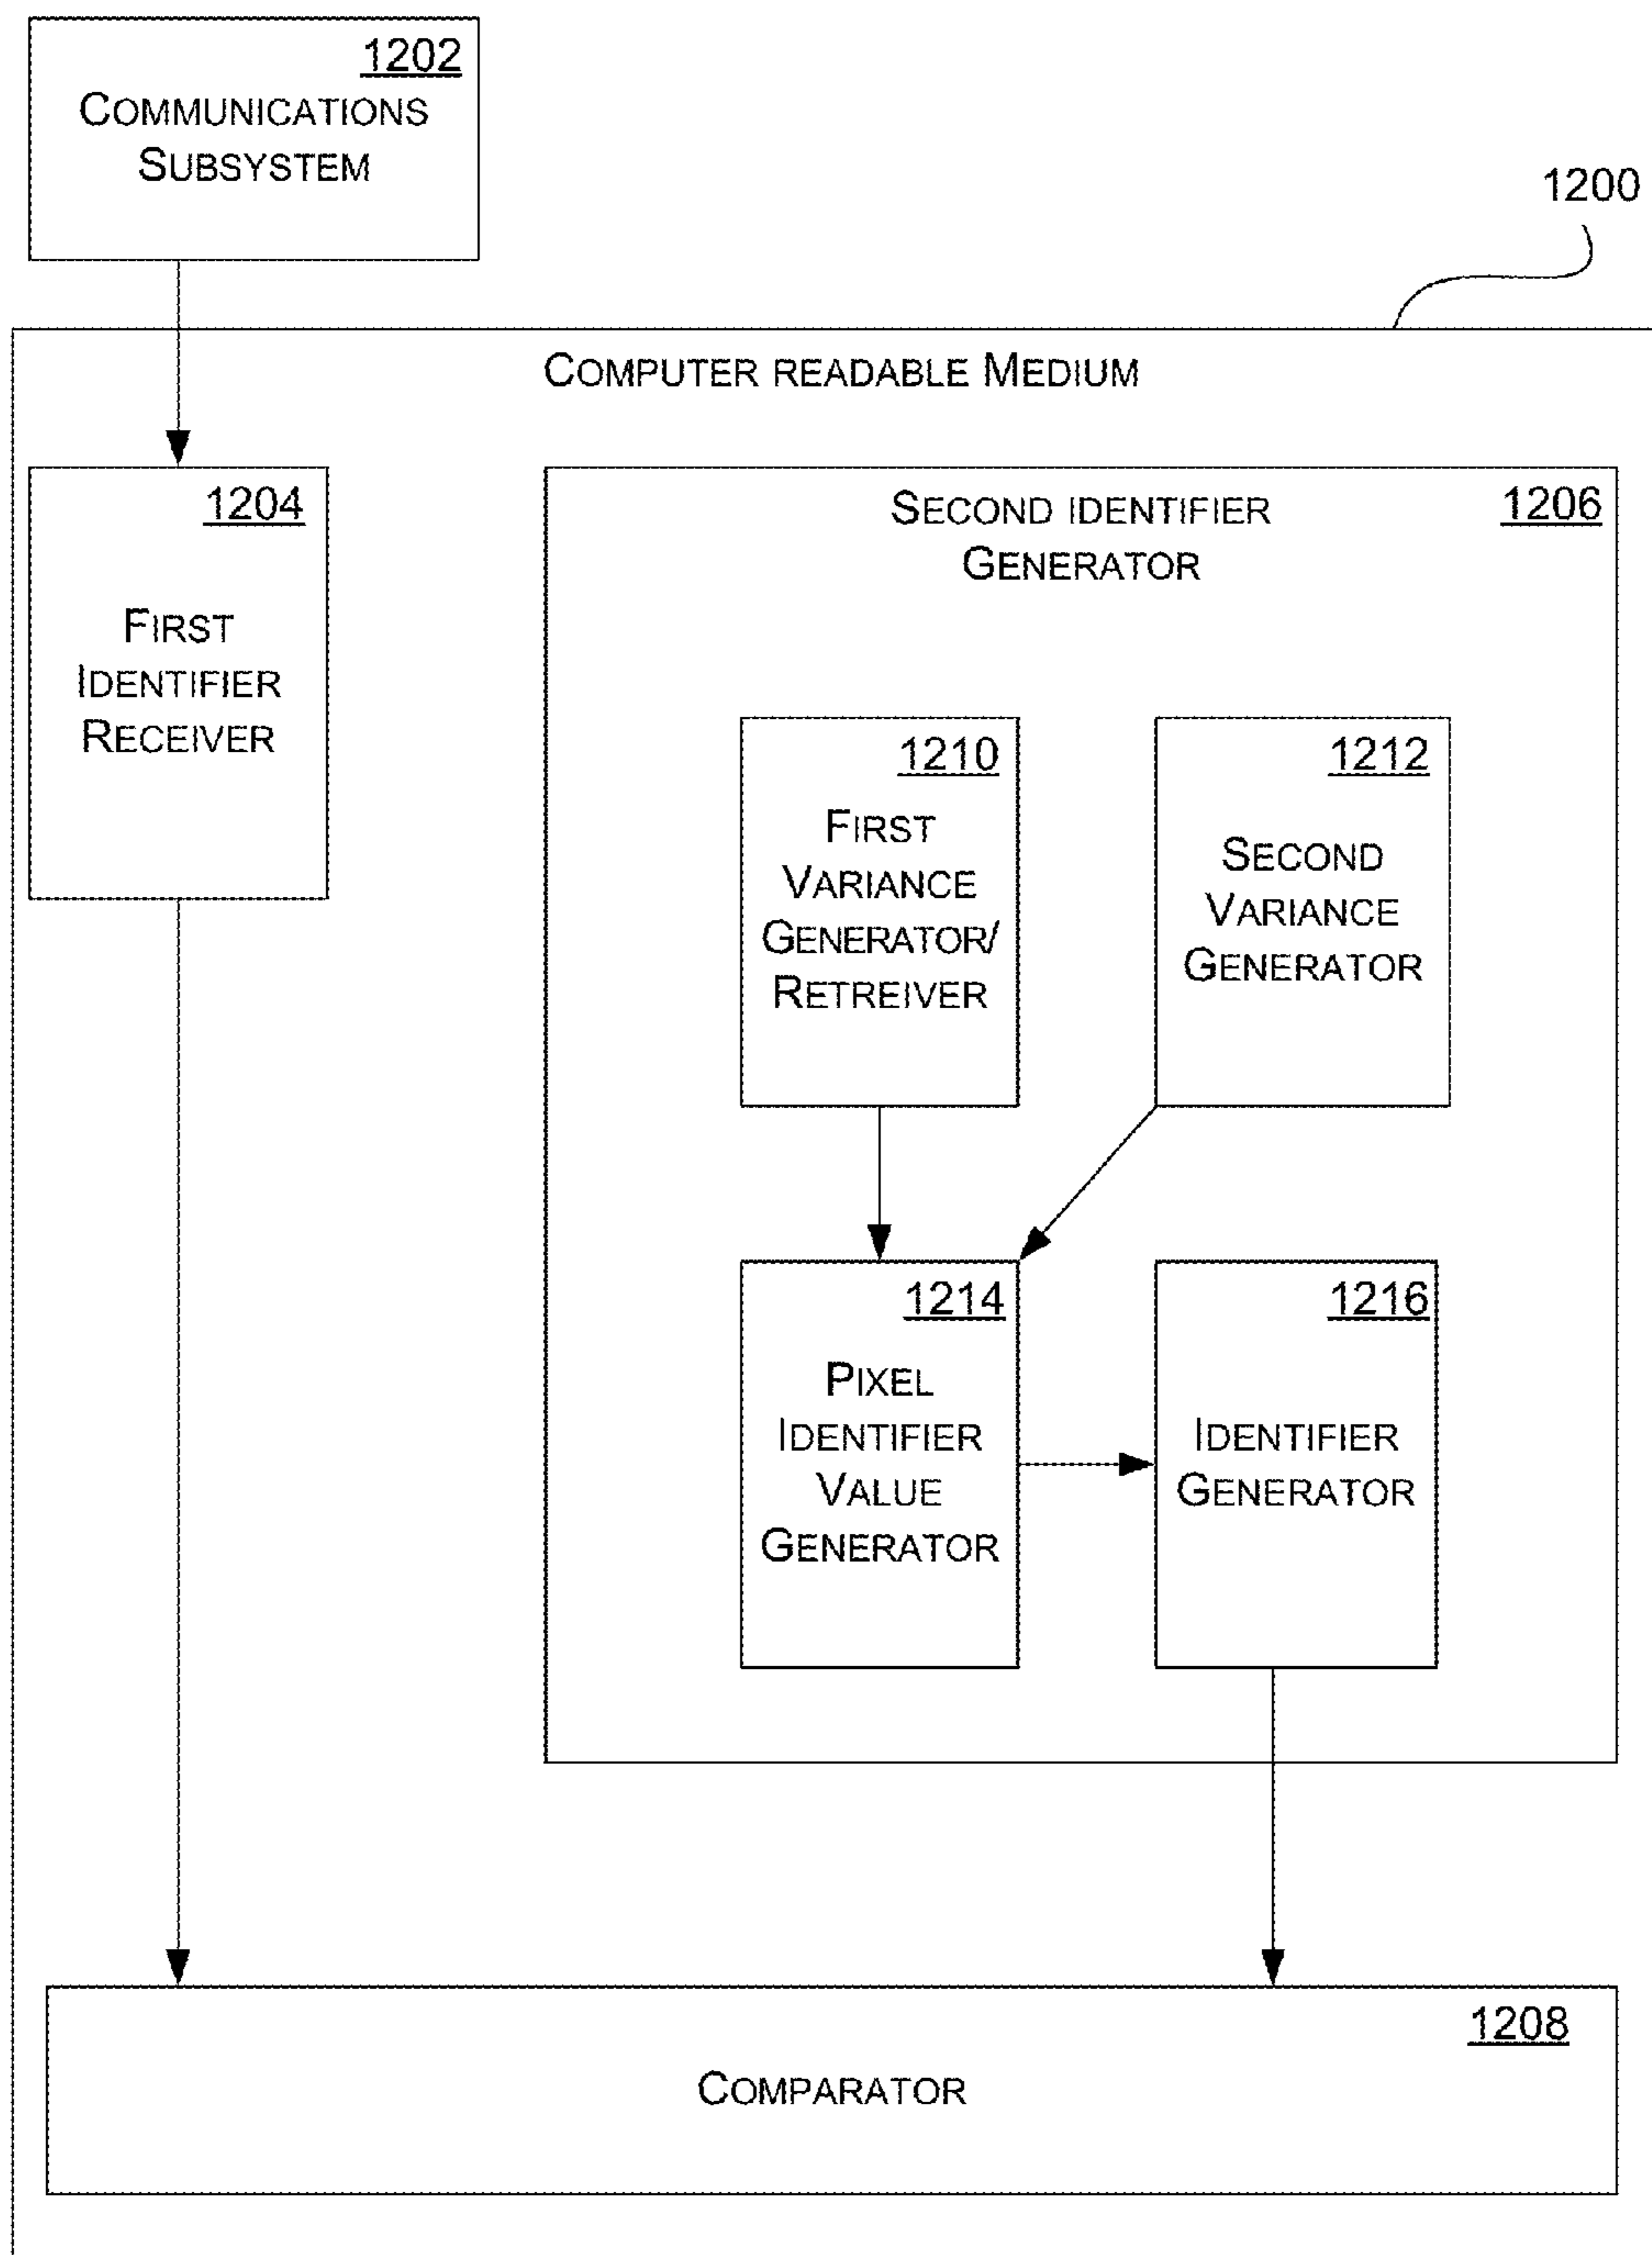 1202
COMMUNICATIONS
SUBSYSTEM
1200
COMPUTER READABLE MEDIUM
1204
FIRST
IDENTIFIER
RECEIVER
SECOND IDENTIFIER
GENERATOR
1206
1210
FIRST
VARIANCE
GENERATOR/
RETREIVER
1212
SECOND
VARIANCE
GENERATOR
1214
PIXEL
IDENTIFIER
VALUE
GENERATOR
1216
IDENTIFIER
GENERATOR
1208
COMPARATOR